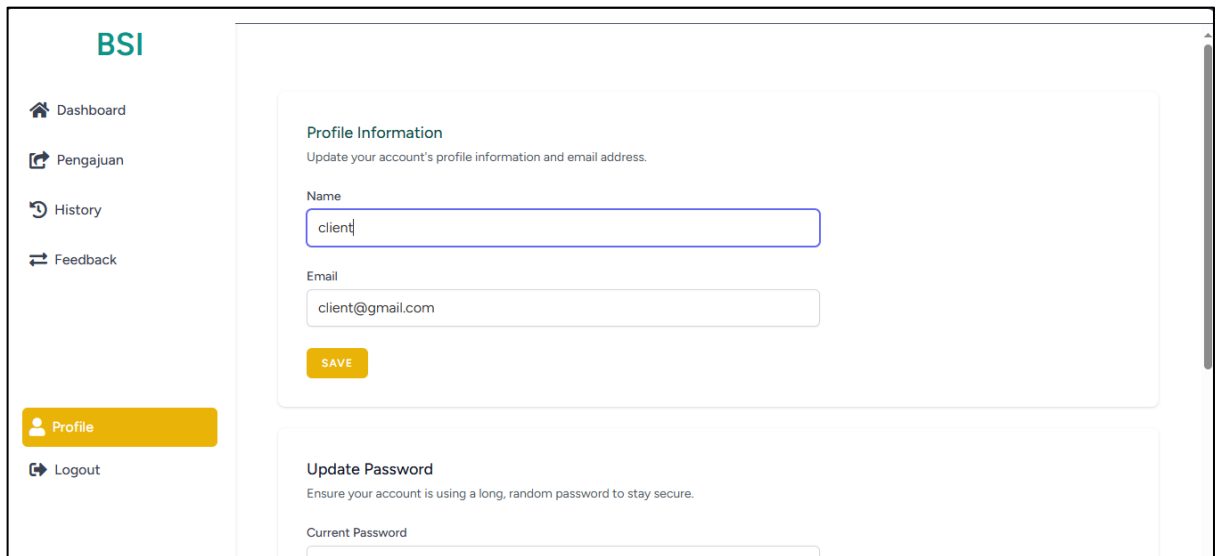 BSI
Dashboard
Pengajuan
History
Feedback
Profile
Logout
Profile Information
Update your account's profile information and email address.
Name
client
Email
client@gmail.com
SAVE
Update Password
Ensure your account is using a long, random password to stay secure.
Current Password